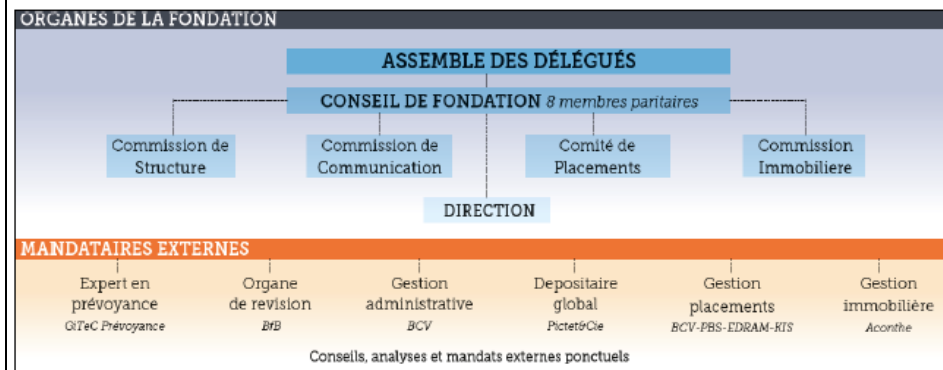 ORGANES DE LA FONDATION
ASSEMBLE DES DÉLÉGUÉS
CONSEIL DE FONDATION 8 membres paritaires
Commission de
Structure
Commission de
Communication
Comité de
Placements
Commission
Immobiliere
DIRECTION
MANDATAIRES EXTERNES
Expert en
prévoyance
GiTeC Prévoyance
Organe
de revision
BfB
Gestion
administrative
BCV
Depositaire
global
Pictet&Cie
Gestion
placements
BCV-PBS-EDRAM-KIS
Gestion
immobilière
Aconthe
Conseils, analyses et mandats externes ponctuels